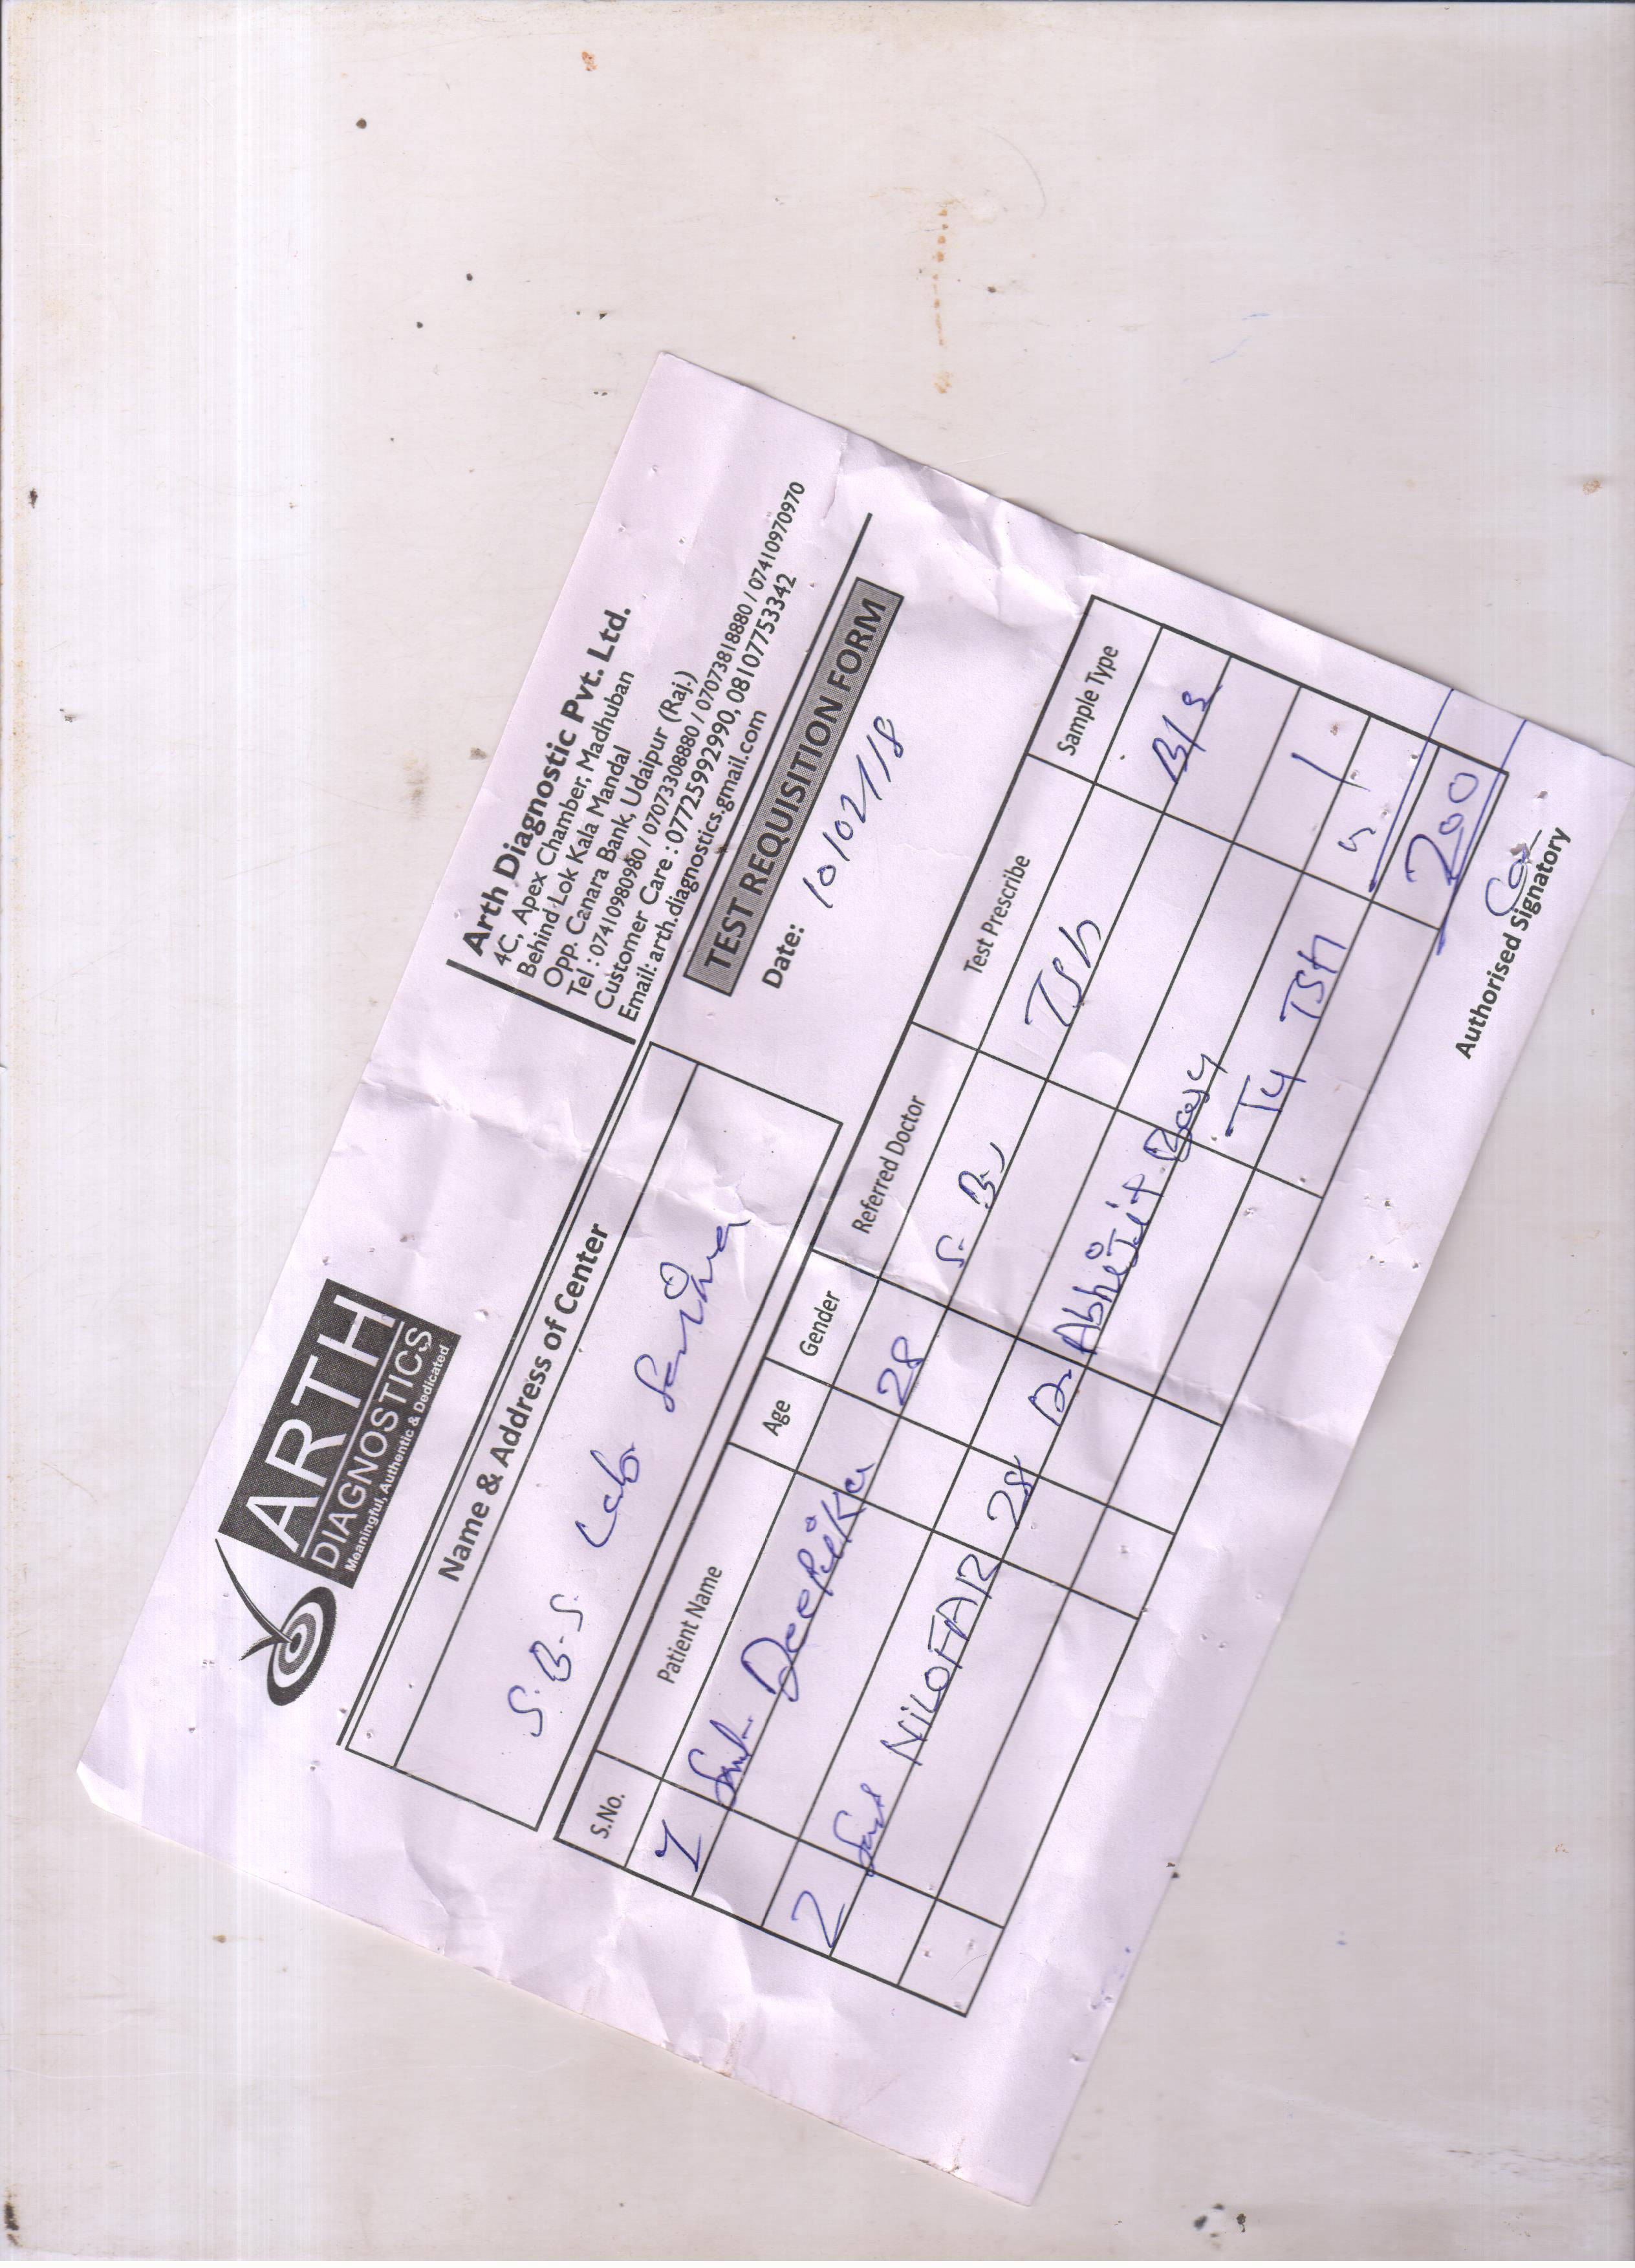 ARTH
DIAGNOSTICS
Meaningful, Authentic & Dedicated
Arth Diagnostic Pvt. Ltd.
4C, Apex Chamber, Madhuban
Behind Lok Kala Mandal
Opp. Canara Bank, Udaipur (Raj.)
Tel : 07410980980 / 07073308880 / 07073818880 / 07410970970
Customer Care : 07725992990, 08107753342
Email: arth.diagnostics.gmail.com
Name & Address of Center
TEST REQUISITION FORM
S.B.S. Lab
Date: 10/02/18
S.No. Patient Name Age Gender Referred Doctor Test Prescribe Sample Type
1 Smt. Deepika 28 TSh B/s
2 Smt NILOFAR 28 Dr Abhijit
T4 TSH
200
Authorised Signatory